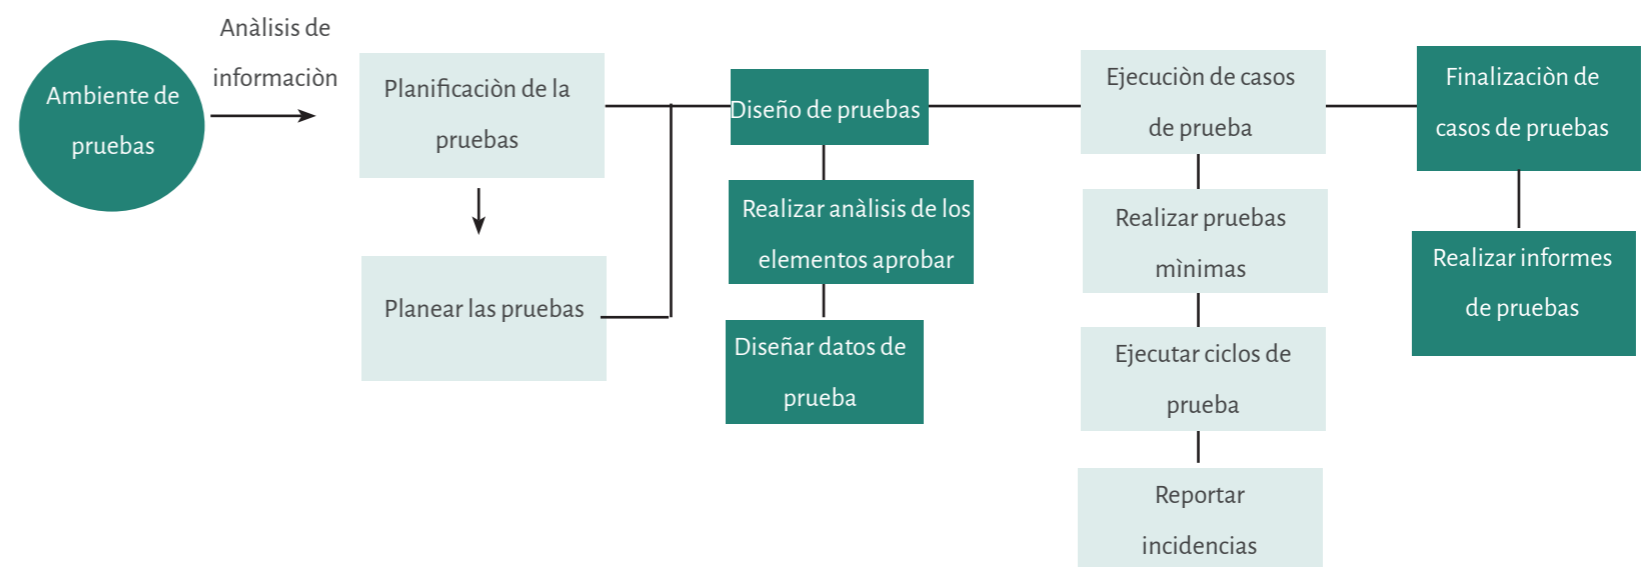 Anàlisis de
informaciòn
Ambiente de
pruebas
Planificaciòn de la
pruebas
Planear las pruebas
Diseño de pruebas
Realizar anàlisis de los
elementos aprobar
Diseñar datos de
prueba
Ejecuciòn de casos
de prueba
Realizar pruebas
mìnimas
Ejecutar ciclos de
prueba
Reportar
incidencias
Finalizaciòn de
casos de pruebas
Realizar informes
de pruebas